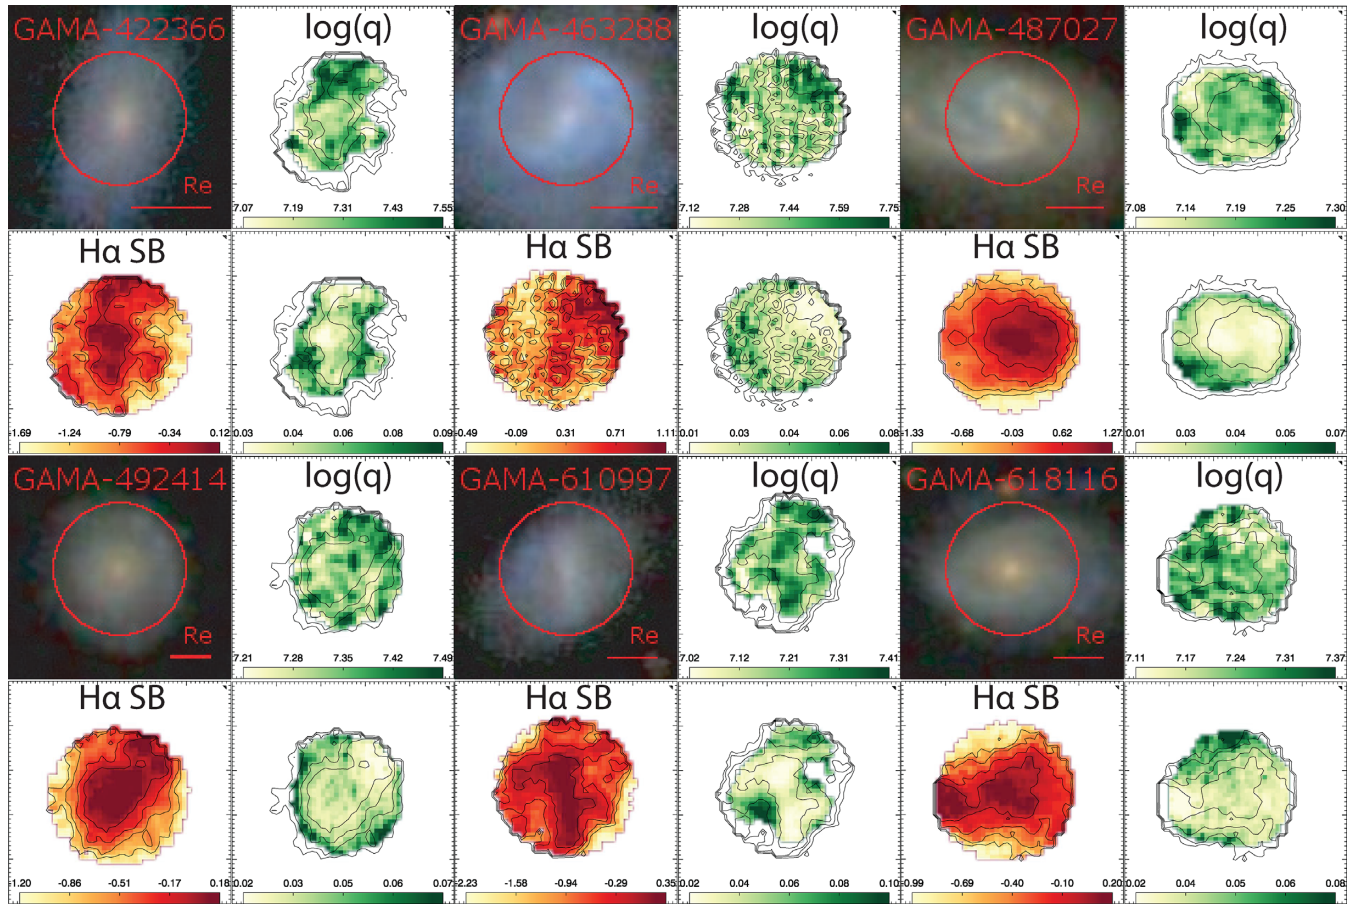 GAMA-422366 log(q) GAMA-463288 log(q) GAMA-487027 log(q)
Re Re Re
7.07 7.19 7.31 7.43 7.55 7.12 7.28 7.44 7.59 7.75 7.08 7.14 7.19 7.25 7.30
Hα SB Hα SB Hα SB
-1.69 -1.24 -0.79 -0.34 0.12 0.03 0.04 0.06 0.07 0.09 -0.49 -0.09 0.31 0.71 1.11 0.01 0.03 0.04 0.06 0.08 -1.33 -0.68 -0.03 0.62 1.27 0.01 0.03 0.04 0.05 0.07
GAMA-492414 log(q) GAMA-610997 log(q) GAMA-618116 log(q)
Re Re Re
7.21 7.28 7.35 7.42 7.49 7.02 7.12 7.21 7.31 7.41 7.11 7.17 7.24 7.31 7.37
Hα SB Hα SB Hα SB
-1.20 -0.86 -0.51 -0.17 0.18 0.02 0.03 0.05 0.06 0.07 -2.23 -1.58 -0.94 -0.29 0.35 0.02 0.04 0.06 0.08 0.10 -0.99 -0.69 -0.40 -0.10 0.20 0.02 0.04 0.05 0.06 0.08